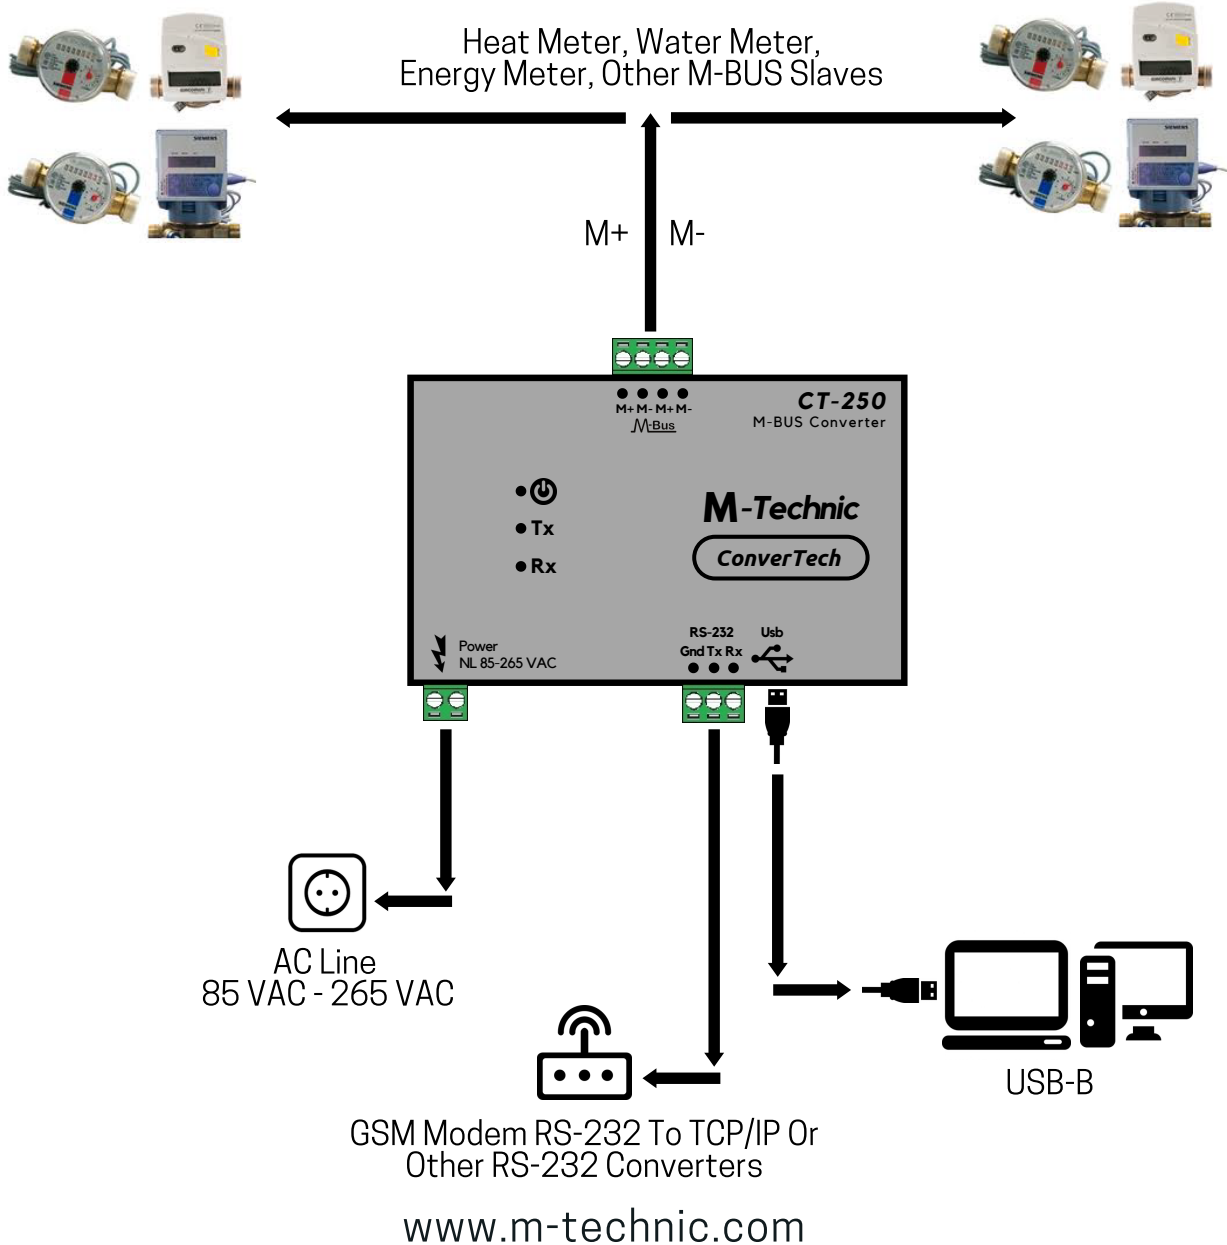 Heat Meter, Water Meter,
Energy Meter, Other M-BUS Slaves
SIEMENS
SIEMENS
M+ M-
M+ M- M+ M-
M-Bus
CT-250
M-BUS Converter
M-Technic
ConverTech
Tx
Rx
Power
NL 85-265 VAC
RS-232 Usb
Gnd Tx Rx
AC Line
85 VAC - 265 VAC
USB-B
GSM Modem RS-232 To TCP/IP Or
Other RS-232 Converters
www.m-technic.com